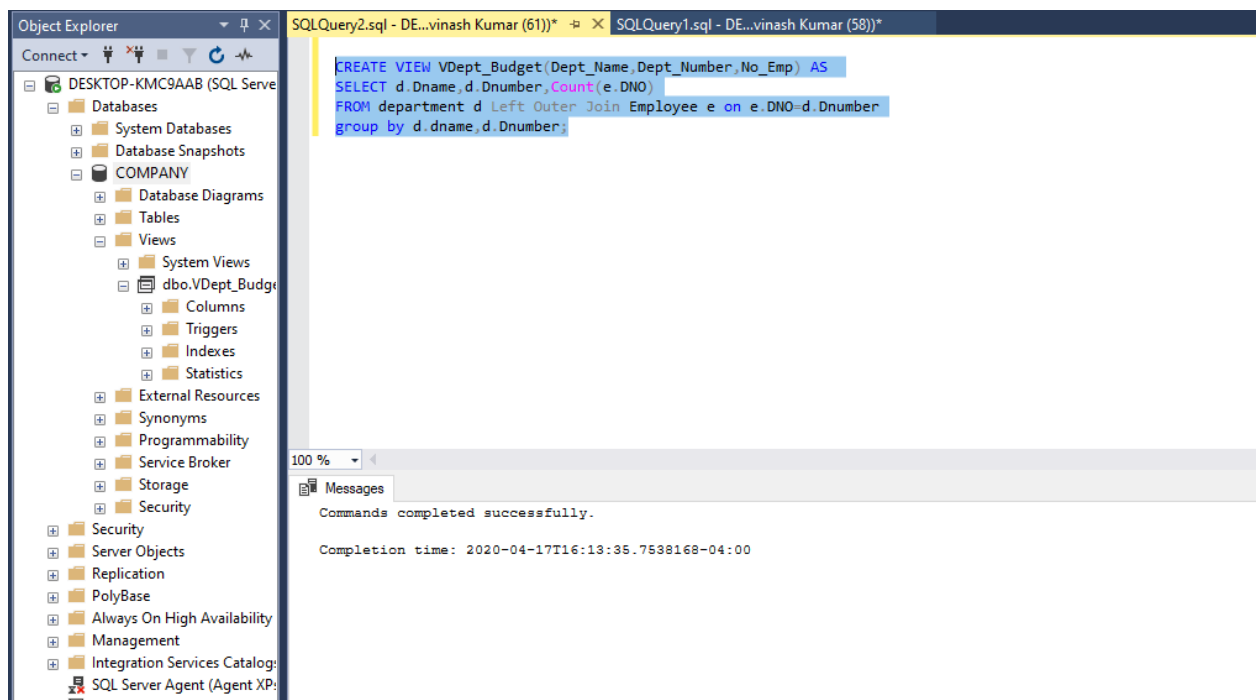 Object Explorer
Connect
DESKTOP-KMC9AAB (SQL Serve
Databases
System Databases
Database Snapshots
COMPANY
Database Diagrams
Tables
Views
System Views
dbo.VDept_Budge
Columns
Triggers
Indexes
Statistics
External Resources
Synonyms
Programmability
Service Broker
Storage
Security
Security
Server Objects
Replication
PolyBase
Always On High Availability
Management
Integration Services Catalogs
SQL Server Agent (Agent XPs
SQLQuery2.sql - DE...vinash Kumar (61))* SQLQuery1.sql - DE...vinash Kumar (58))*
CREATE VIEW VDept_Budget(Dept_Name,Dept_Number,No_Emp) AS
SELECT d.Dname,d.Dnumber,Count(e.DNO)
FROM department d Left Outer Join Employee e on e.DNO=d.Dnumber
group by d.dname,d.Dnumber;
100 %
Messages
Commands completed successfully.
Completion time: 2020-04-17T16:13:35.7538168-04:00